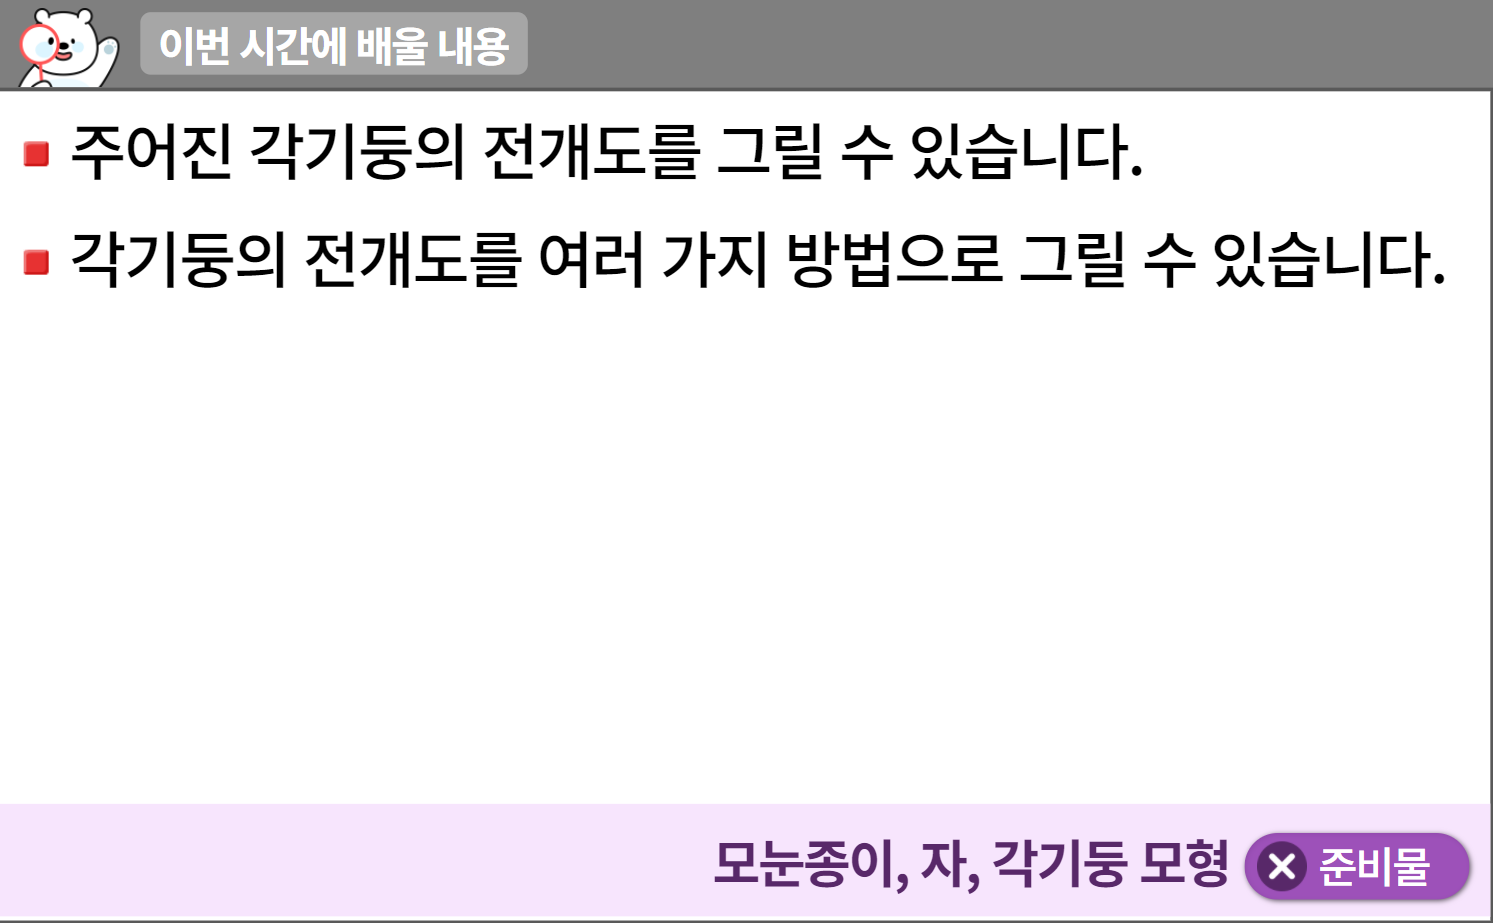 이번 시간에 배울 내용
주어진 각기둥의 전개도를 그릴 수 있습니다.
각기둥의 전개도를 여러 가지 방법으로 그릴 수 있습니다.
모눈종이, 자, 각기둥 모형 준비물